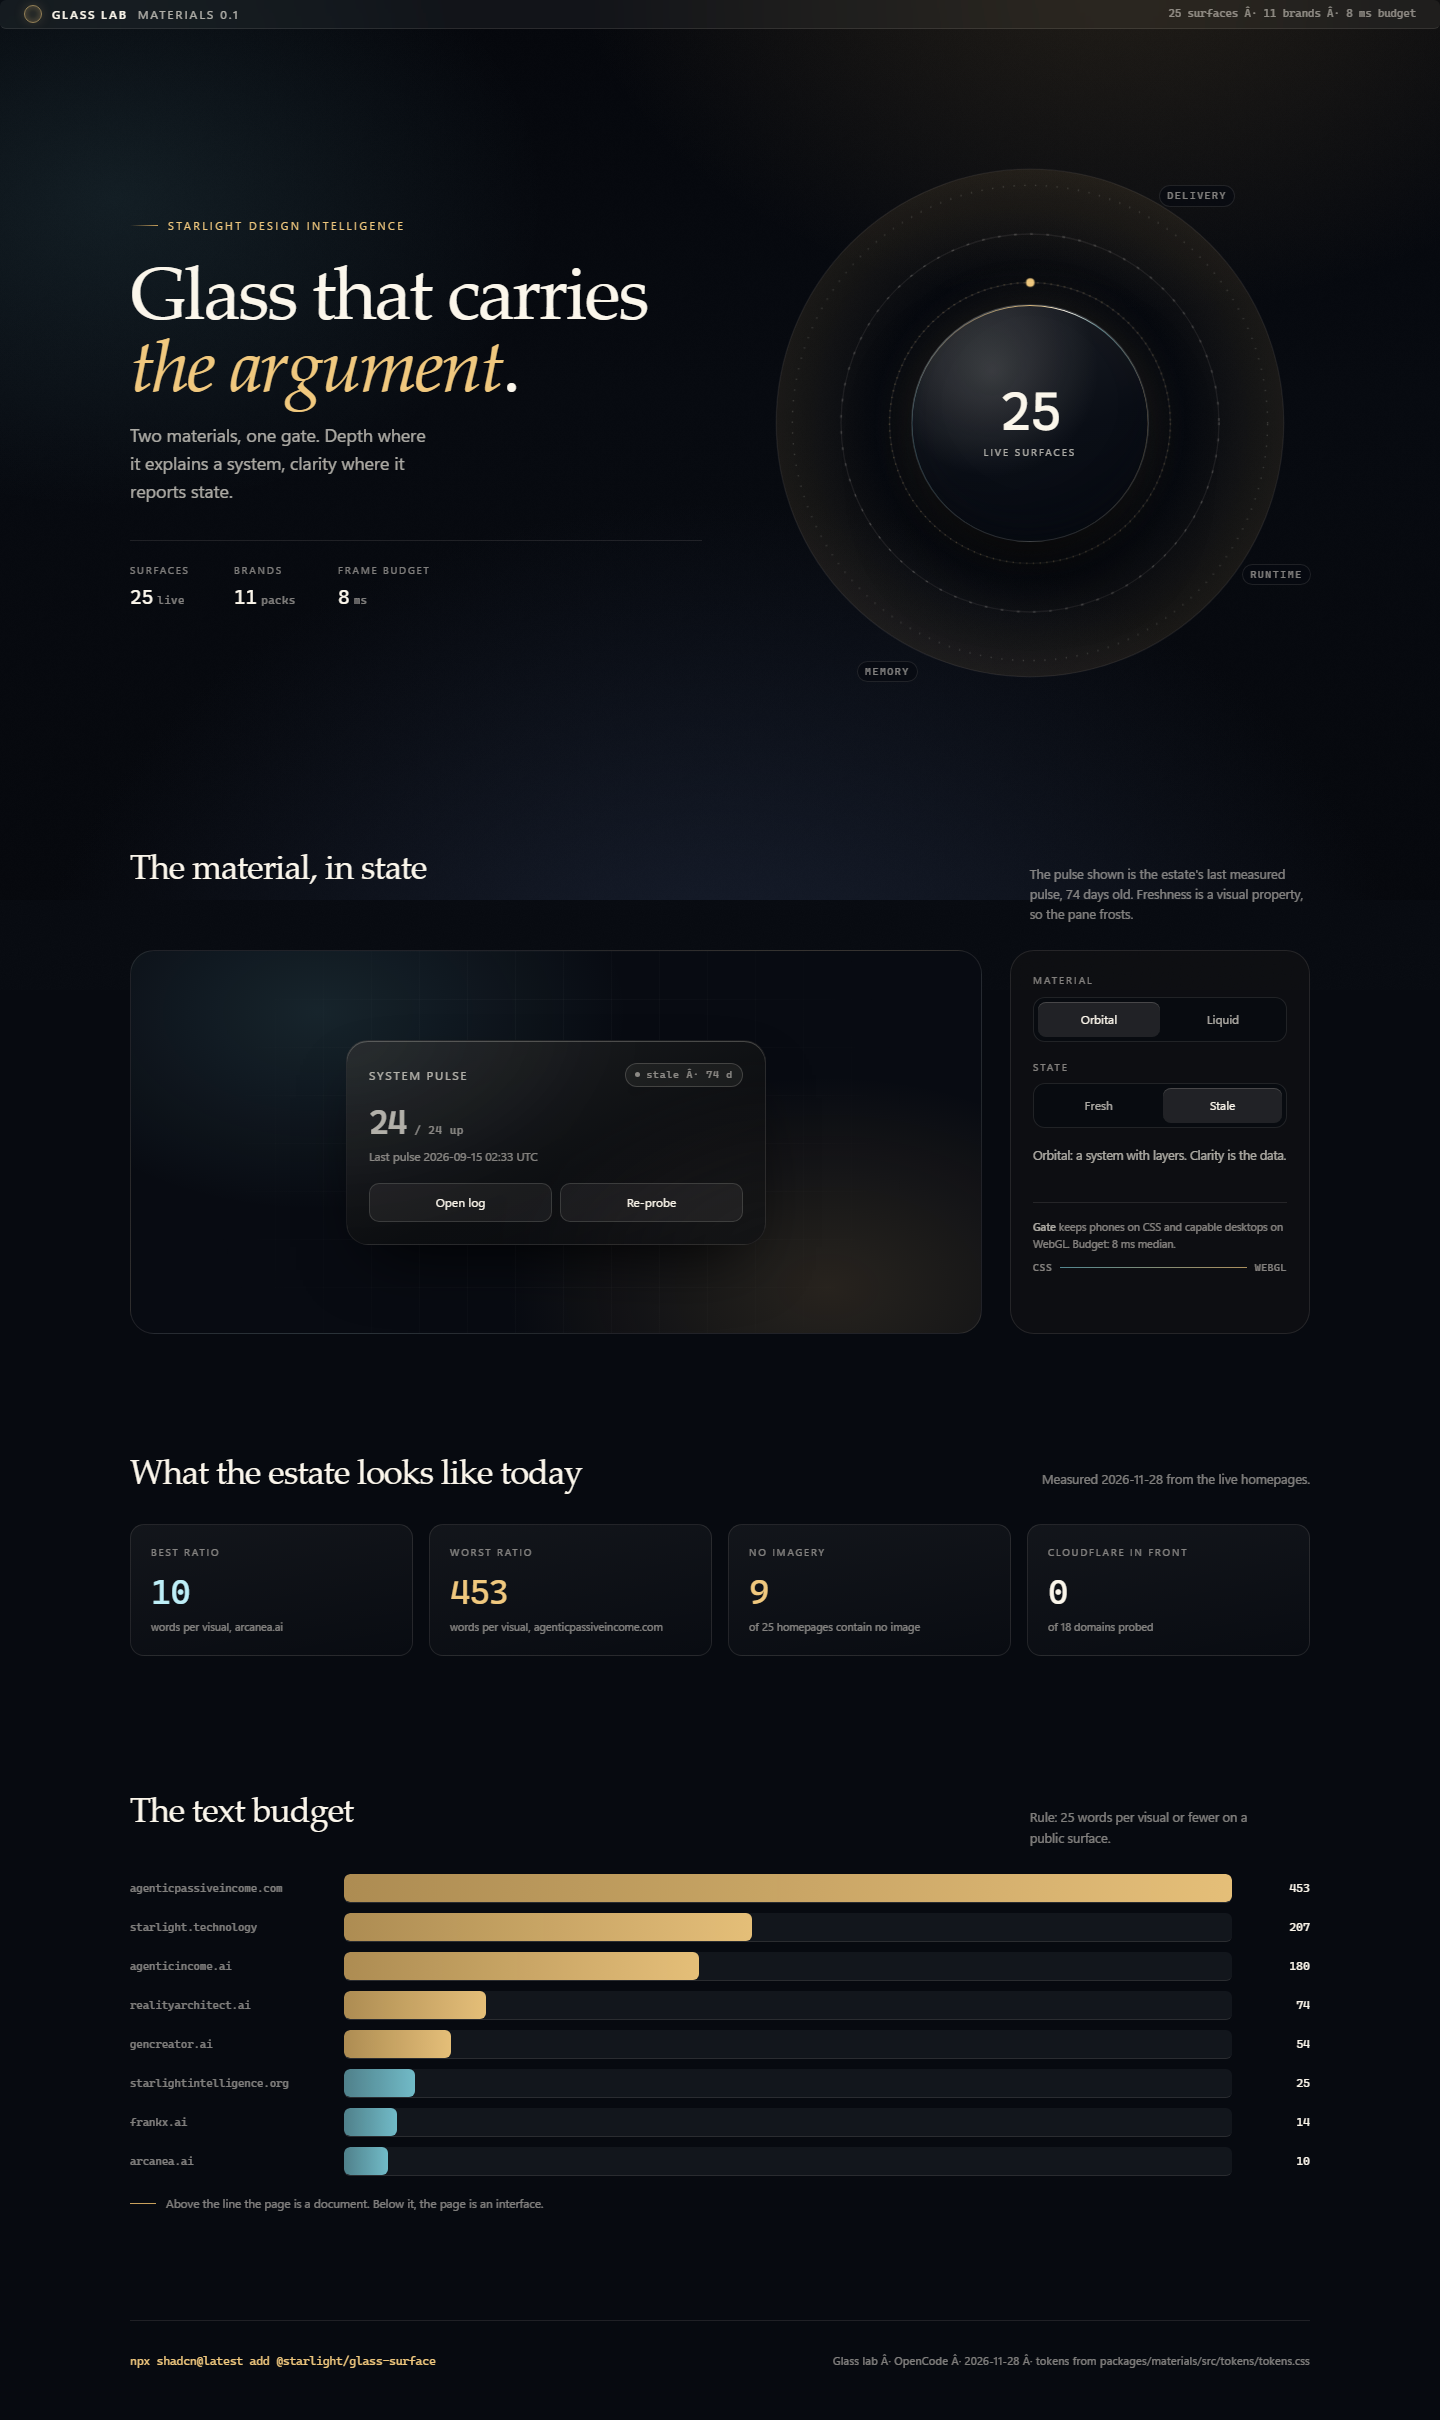 GLASS LAB MATERIALS 0.1
25 surfaces Â· 11 brands Â· 8 ms budget
STARLIGHT DESIGN INTELLIGENCE
Glass that carries
the argument.
Two materials, one gate. Depth where
it explains a system, clarity where it
reports state.
SURFACES BRANDS FRAME BUDGET
25 live 11 packs 8 ms
DELIVERY
25
LIVE SURFACES
RUNTIME
MEMORY
The material, in state
The pulse shown is the estate's last measured
pulse, 74 days old. Freshness is a visual property,
so the pane frosts.
SYSTEM PULSE
stale Â· 74 d
24 / 24 up
Last pulse 2026-09-15 02:33 UTC
Open log Re-probe
MATERIAL
Orbital Liquid
STATE
Fresh Stale
Orbital: a system with layers. Clarity is the data.
Gate keeps phones on CSS and capable desktops on
WebGL. Budget: 8 ms median.
CSS WEBGL
What the estate looks like today
Measured 2026-11-28 from the live homepages.
BEST RATIO
10
words per visual, arcanea.ai
WORST RATIO
453
words per visual, agenticpassiveincome.com
NO IMAGERY
9
of 25 homepages contain no image
CLOUDFLARE IN FRONT
0
of 18 domains probed
The text budget
Rule: 25 words per visual or fewer on a
public surface.
agenticpassiveincome.com 453
starlight.technology 207
agenticincome.ai 180
realityarchitect.ai 74
gencreator.ai 54
starlightintelligence.org 25
frankx.ai 14
arcanea.ai 10
Above the line the page is a document. Below it, the page is an interface.
npx shadcn@latest add @starlight/glass-surface
Glass lab Â· OpenCode Â· 2026-11-28 Â· tokens from packages/materials/src/tokens/tokens.css